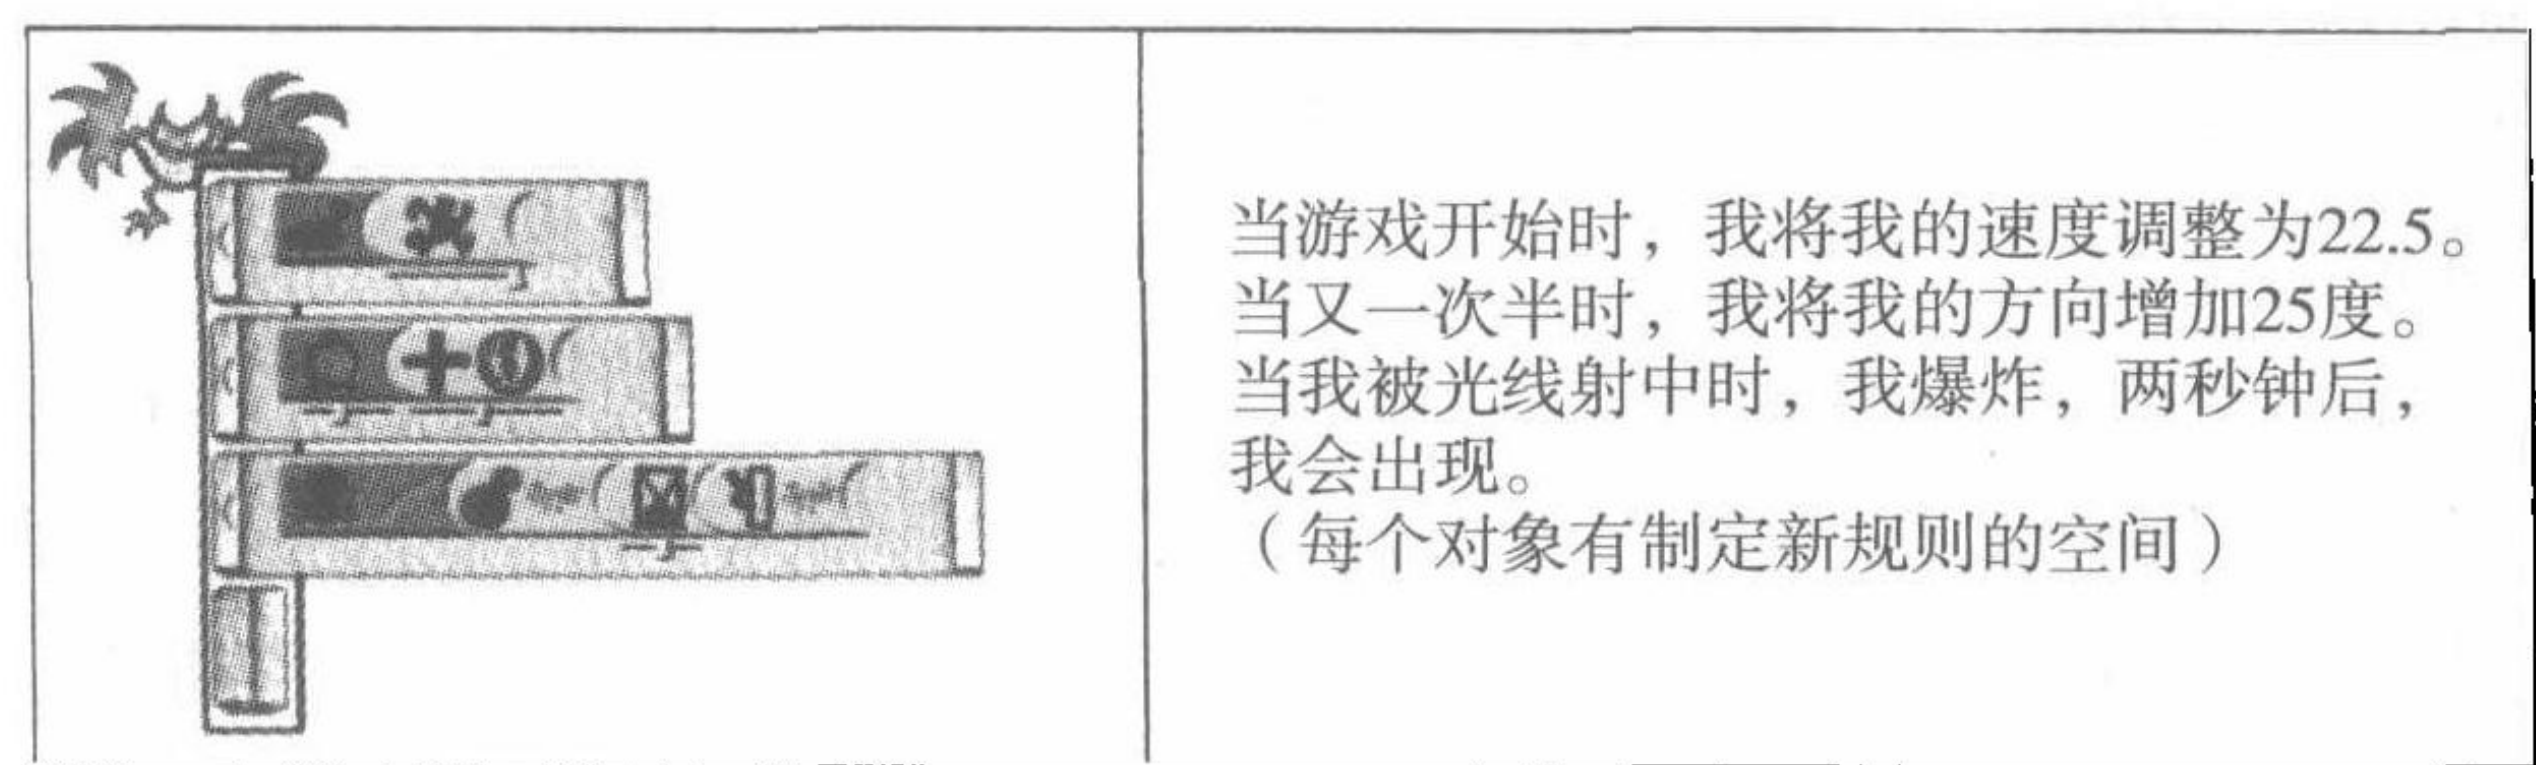 当游戏开始时，我将我的速度调整为22.5。
当又一次半时，我将我的方向增加25度。
当我被光线射中时，我爆炸，两秒钟后，
我会出现。
（每个对象有制定新规则的空间）